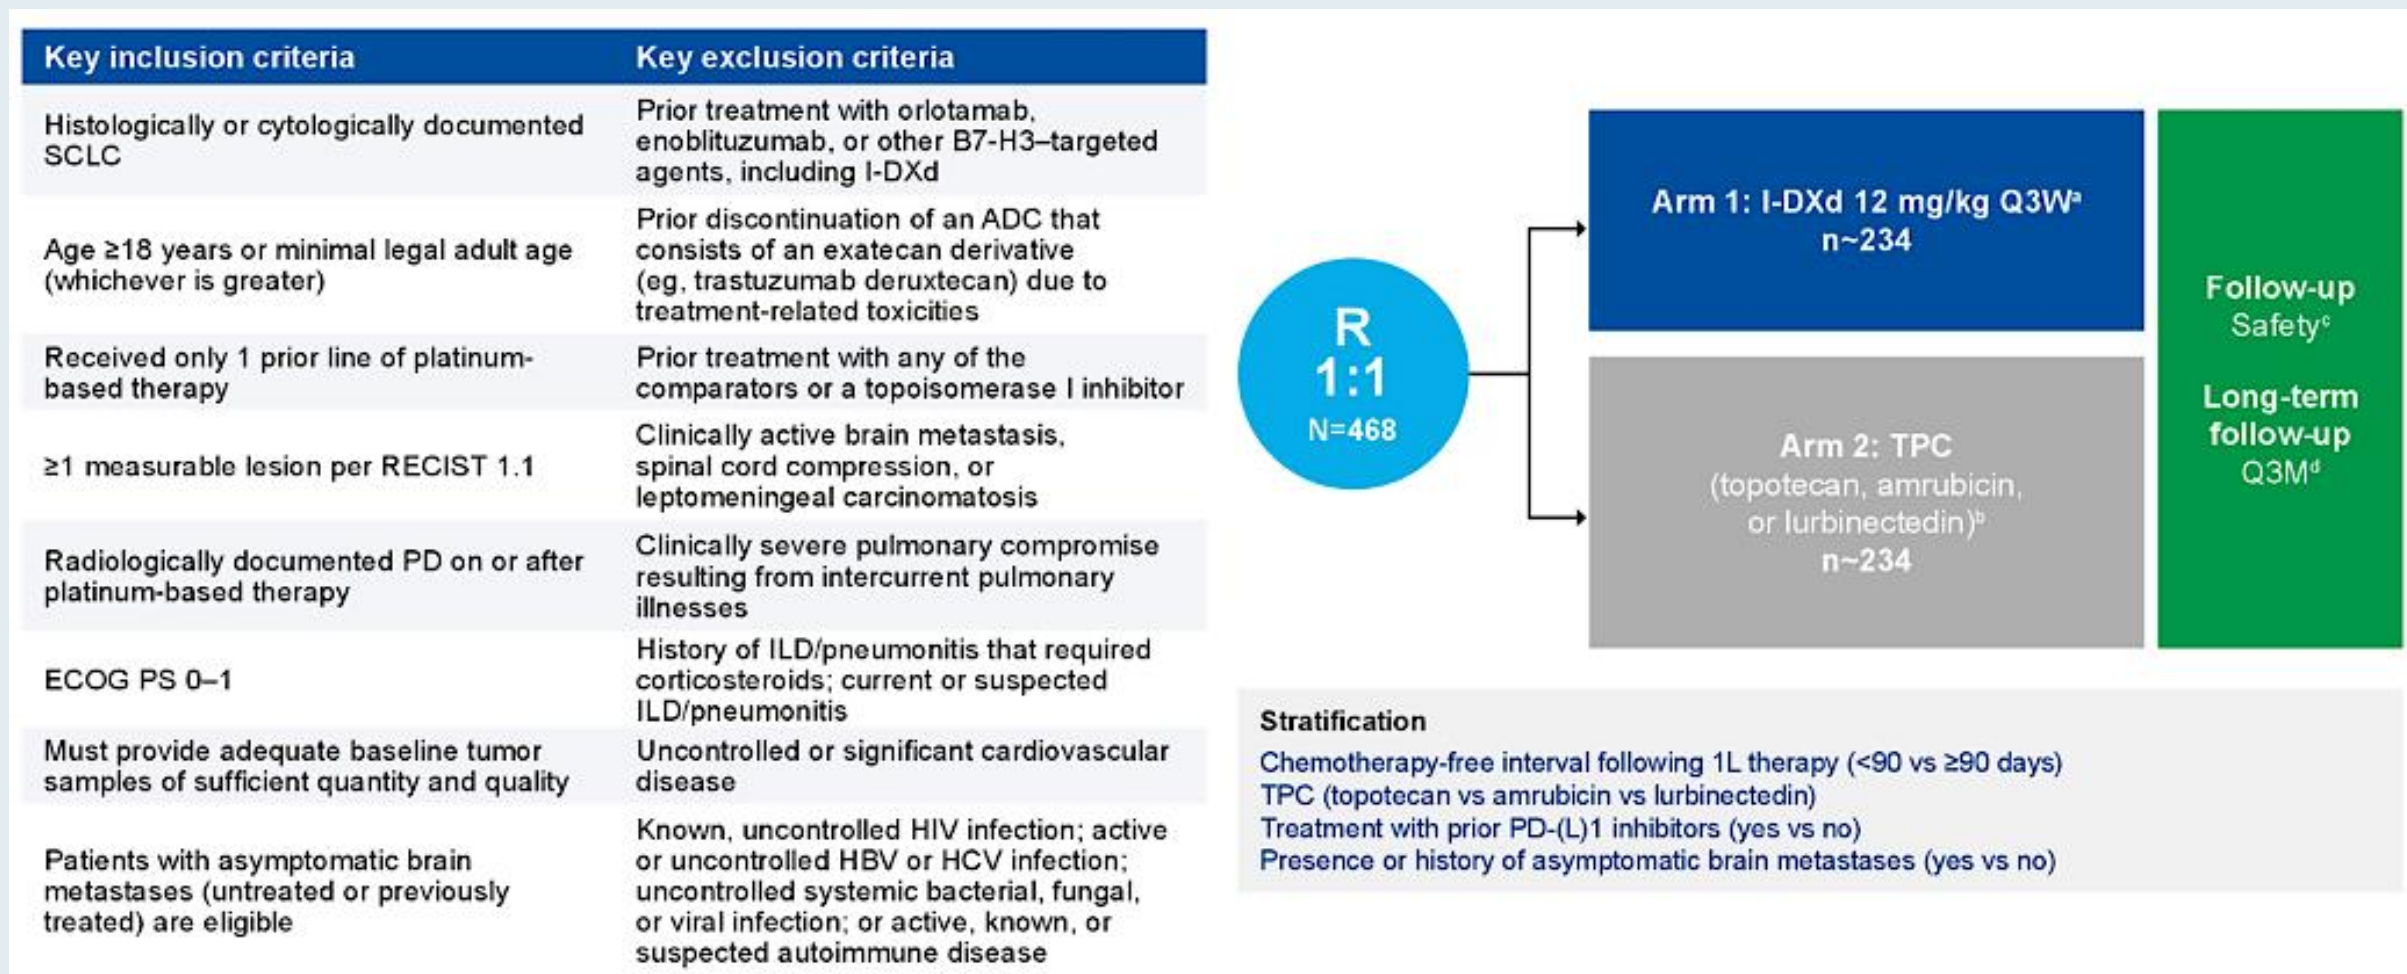 Key inclusion criteria
Key exclusion criteria
Histologically or cytologically documented
SCLC
Prior treatment with orlotamab,
enoblituzumab, or other B7-H3–targeted
agents, including I-DXd
Age ≥18 years or minimal legal adult age
(whichever is greater)
Prior discontinuation of an ADC that
consists of an exatecan derivative
(eg, trastuzumab deruxtecan) due to
treatment-related toxicities
Received only 1 prior line of platinum-
based therapy
Prior treatment with any of the
comparators or a topoisomerase I inhibitor
≥1 measurable lesion per RECIST 1.1
Clinically active brain metastasis,
spinal cord compression, or
leptomeningeal carcinomatosis
Radiologically documented PD on or after
platinum-based therapy
Clinically severe pulmonary compromise
resulting from intercurrent pulmonary
illnesses
ECOG PS 0–1
History of ILD/pneumonitis that required
corticosteroids; current or suspected
ILD/pneumonitis
Must provide adequate baseline tumor
samples of sufficient quantity and quality
Uncontrolled or significant cardiovascular
disease
Patients with asymptomatic brain
metastases (untreated or previously
treated) are eligible
Known, uncontrolled HIV infection; active
or uncontrolled HBV or HCV infection;
uncontrolled systemic bacterial, fungal,
or viral infection; or active, known, or
suspected autoimmune disease
R
1:1
N=468
Arm 1: I-DXd 12 mg/kg Q3Wᵃ
n~234
Arm 2: TPC
(topotecan, amrubicin,
or lurbinectedin)ᵇ
n~234
Follow-up
Safetyᶜ
Long-term
follow-up
Q3Mᵈ
Stratification
Chemotherapy-free interval following 1L therapy (<90 vs ≥90 days)
TPC (topotecan vs amrubicin vs lurbinectedin)
Treatment with prior PD-(L)1 inhibitors (yes vs no)
Presence or history of asymptomatic brain metastases (yes vs no)